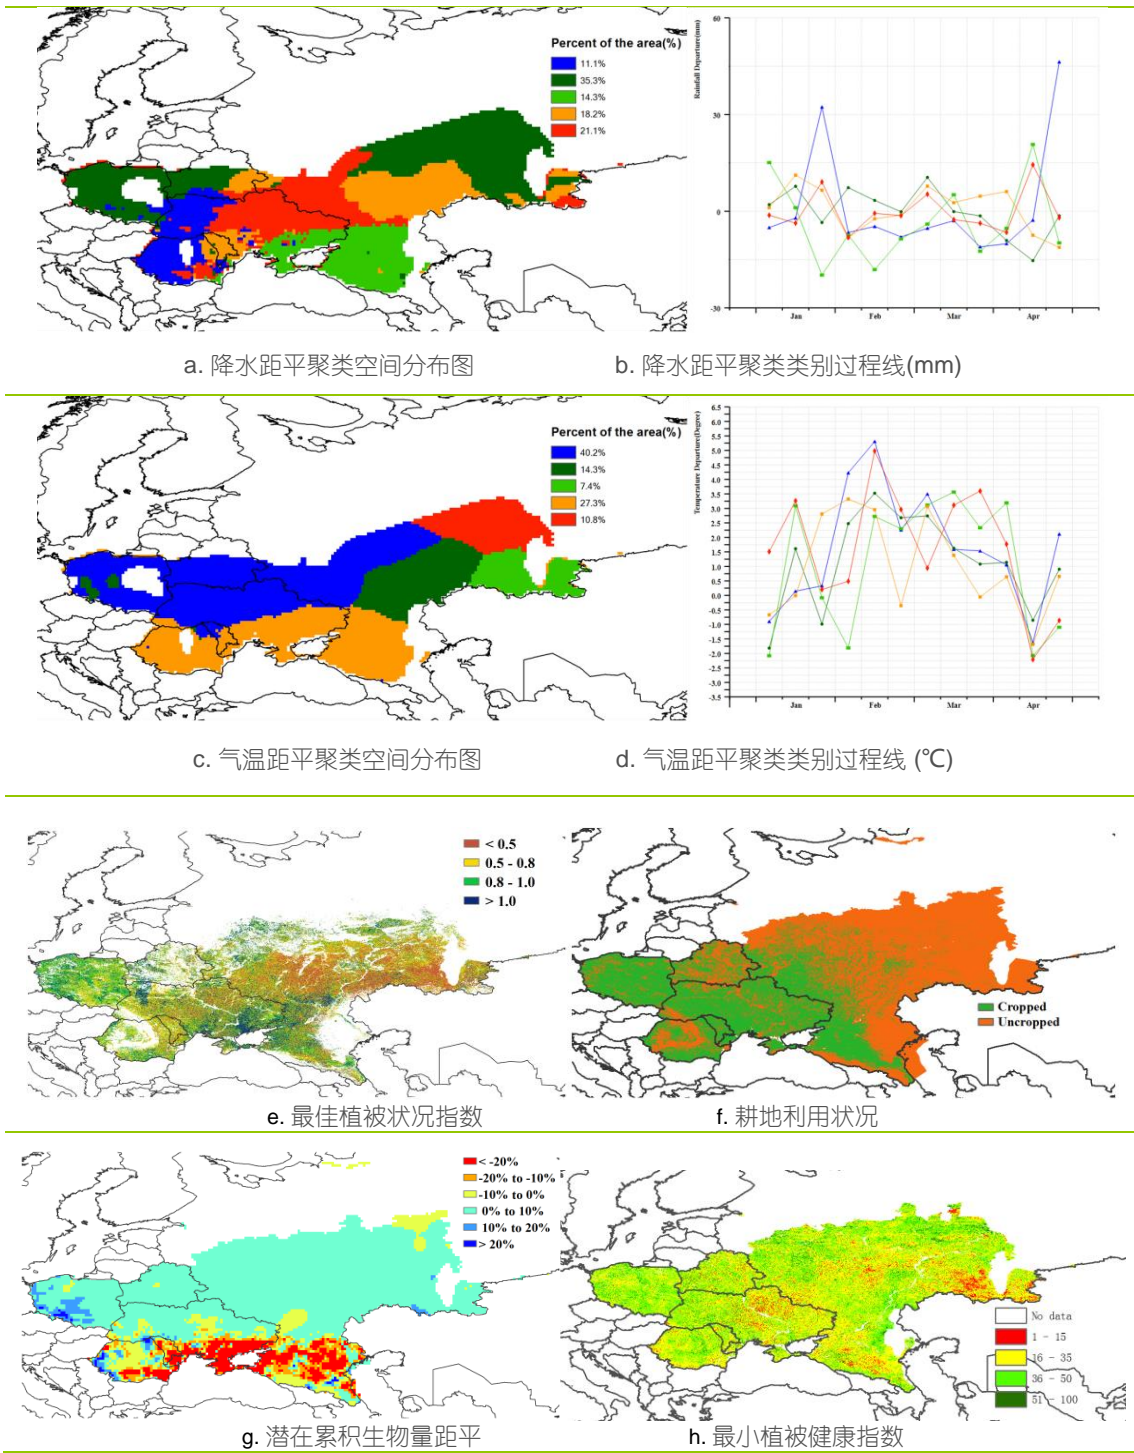 Percent of the area(%)
11.1%
35.3%
14.3%
18.2%
21.1%
Rainfall Departure(mm)
60
30
0
-30
Jan
Feb
Mar
Apr
a. 降水距平聚类空间分布图
b. 降水距平聚类类别过程线(mm)
Percent of the area(%)
40.2%
14.3%
7.4%
27.3%
10.8%
Temperature Departure(Degree)
6.5
6.0
5.5
5.0
4.5
4.0
3.5
3.0
2.5
2.0
1.5
1.0
0.5
0.0
-0.5
-1.0
-1.5
-2.0
-2.5
-3.0
-3.5
Jan
Feb
Mar
Apr
c. 气温距平聚类空间分布图
d. 气温距平聚类类别过程线 (℃)
< 0.5
0.5 - 0.8
0.8 - 1.0
> 1.0
Cropped
Uncropped
e. 最佳植被状况指数
f. 耕地利用状况
< -20%
-20% to -10%
-10% to 0%
0% to 10%
10% to 20%
> 20%
No data
1 - 15
16 - 35
36 - 50
51 - 100
g. 潜在累积生物量距平
h. 最小植被健康指数